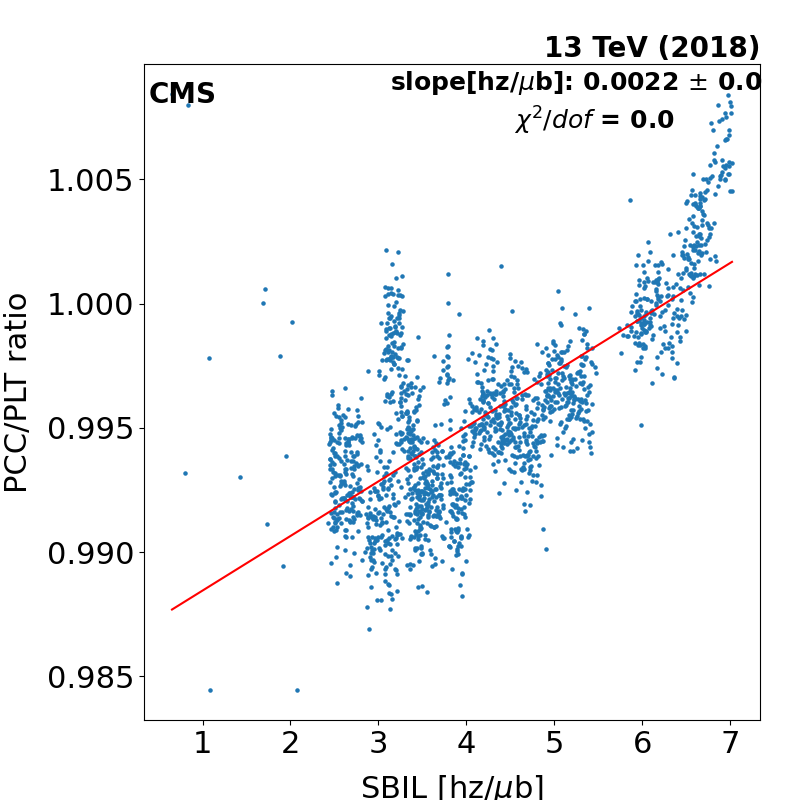 13 TeV (2018)
CMS
slope[hz/μb]: 0.0022 ± 0.0
χ²/dof = 0.0
1.005
1.000
0.995
0.990
0.985
PCC/PLT ratio
1 2 3 4 5 6 7
SBIL [hz/μb]